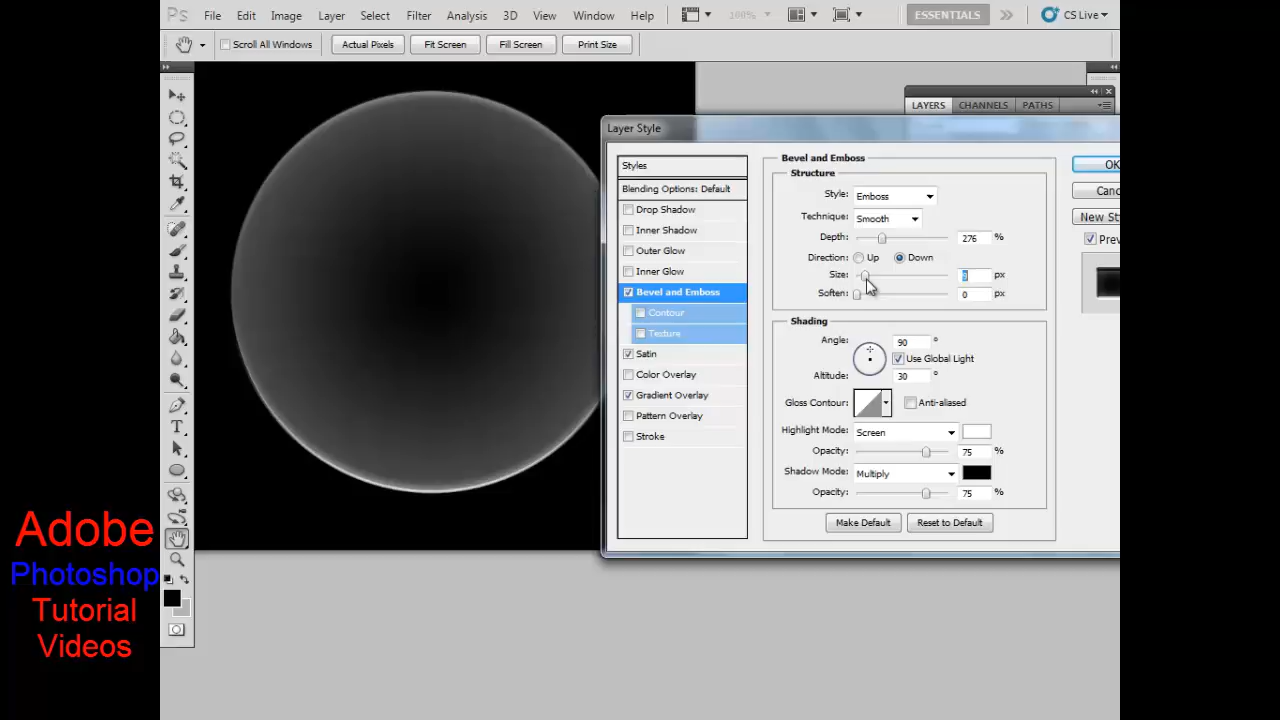 Ps File Edit Image Layer Select Filter Analysis 3D View Window Help 100% ESSENTIALS CS Live
Scroll All Windows Actual Pixels Fit Screen Fill Screen Print Size
LAYERS CHANNELS PATHS
Layer Style
Styles
Blending Options: Default
Drop Shadow
Inner Shadow
Outer Glow
Inner Glow
Bevel and Emboss
Contour
Texture
Satin
Color Overlay
Gradient Overlay
Pattern Overlay
Stroke
Bevel and Emboss
Structure
Style: Emboss
Technique: Smooth
Depth: 276 %
Direction: Up Down
Size: 9 px
Soften: 0 px
Shading
Angle: 90 °
Use Global Light
Altitude: 30 °
Gloss Contour: Anti-aliased
Highlight Mode: Screen
Opacity: 75 %
Shadow Mode: Multiply
Opacity: 75 %
Make Default Reset to Default
OK
Canc
New St
Prev
T
Adobe
Photoshop
Tutorial
Videos